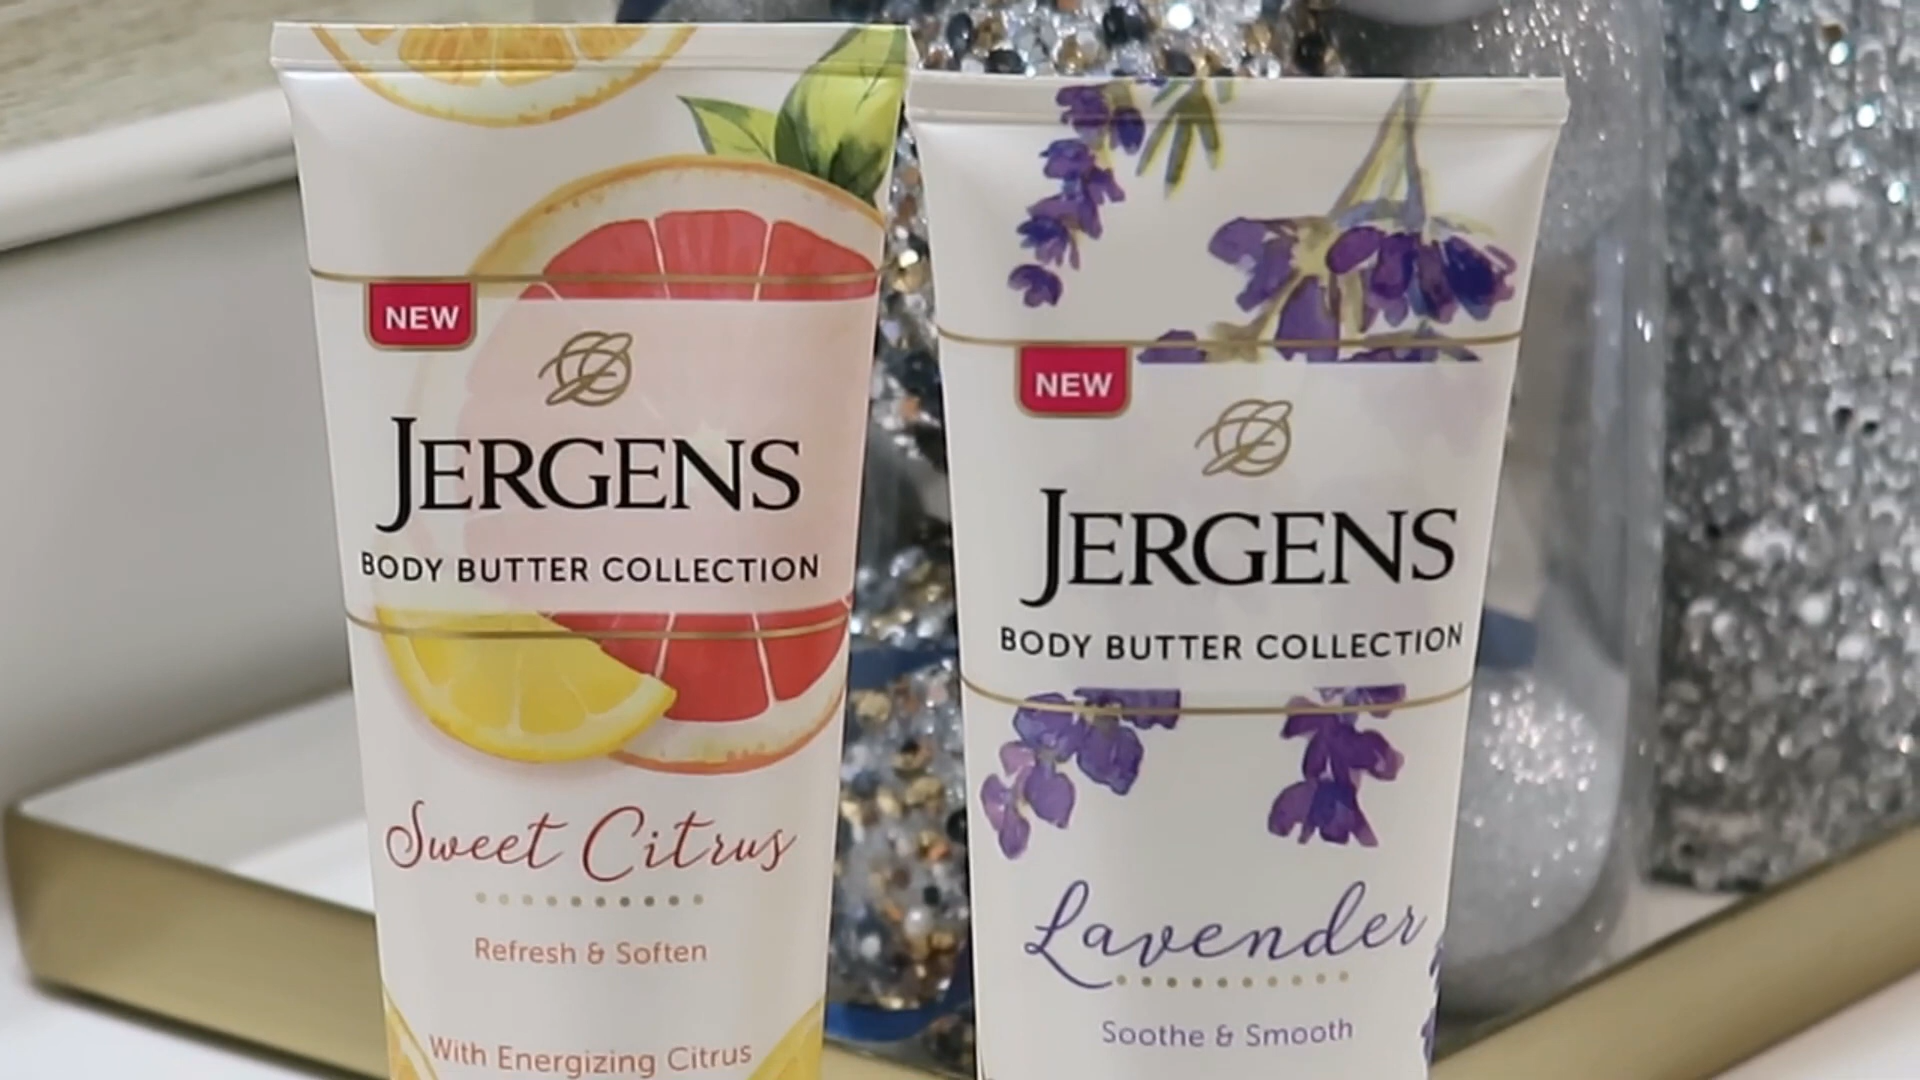 NEW
JERGENS
BODY BUTTER COLLECTION
Sweet Citrus
Refresh & Soften
With Energizing Citrus
NEW
JERGENS
BODY BUTTER COLLECTION
Lavender
Soothe & Smooth